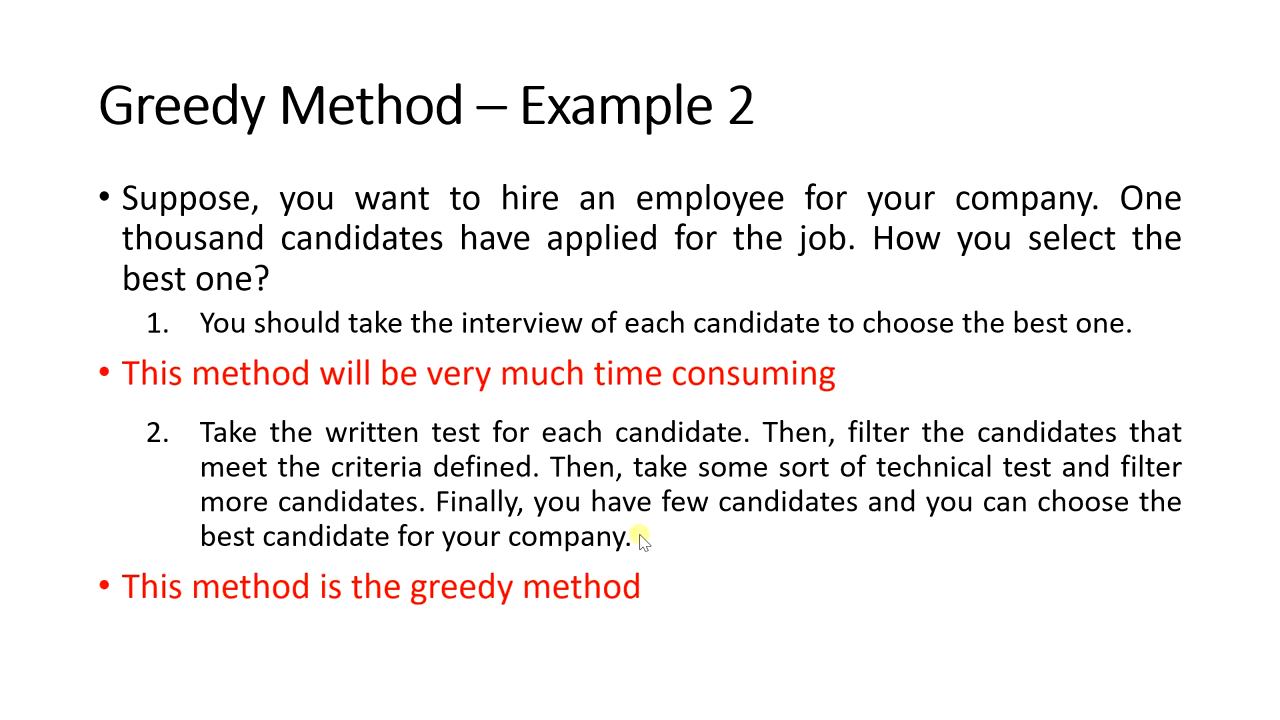 Greedy Method – Example 2
• Suppose, you want to hire an employee for your company. One
thousand candidates have applied for the job. How you select the
best one?
1. You should take the interview of each candidate to choose the best one.
• This method will be very much time consuming
2. Take the written test for each candidate. Then, filter the candidates that
meet the criteria defined. Then, take some sort of technical test and filter
more candidates. Finally, you have few candidates and you can choose the
best candidate for your company.
• This method is the greedy method